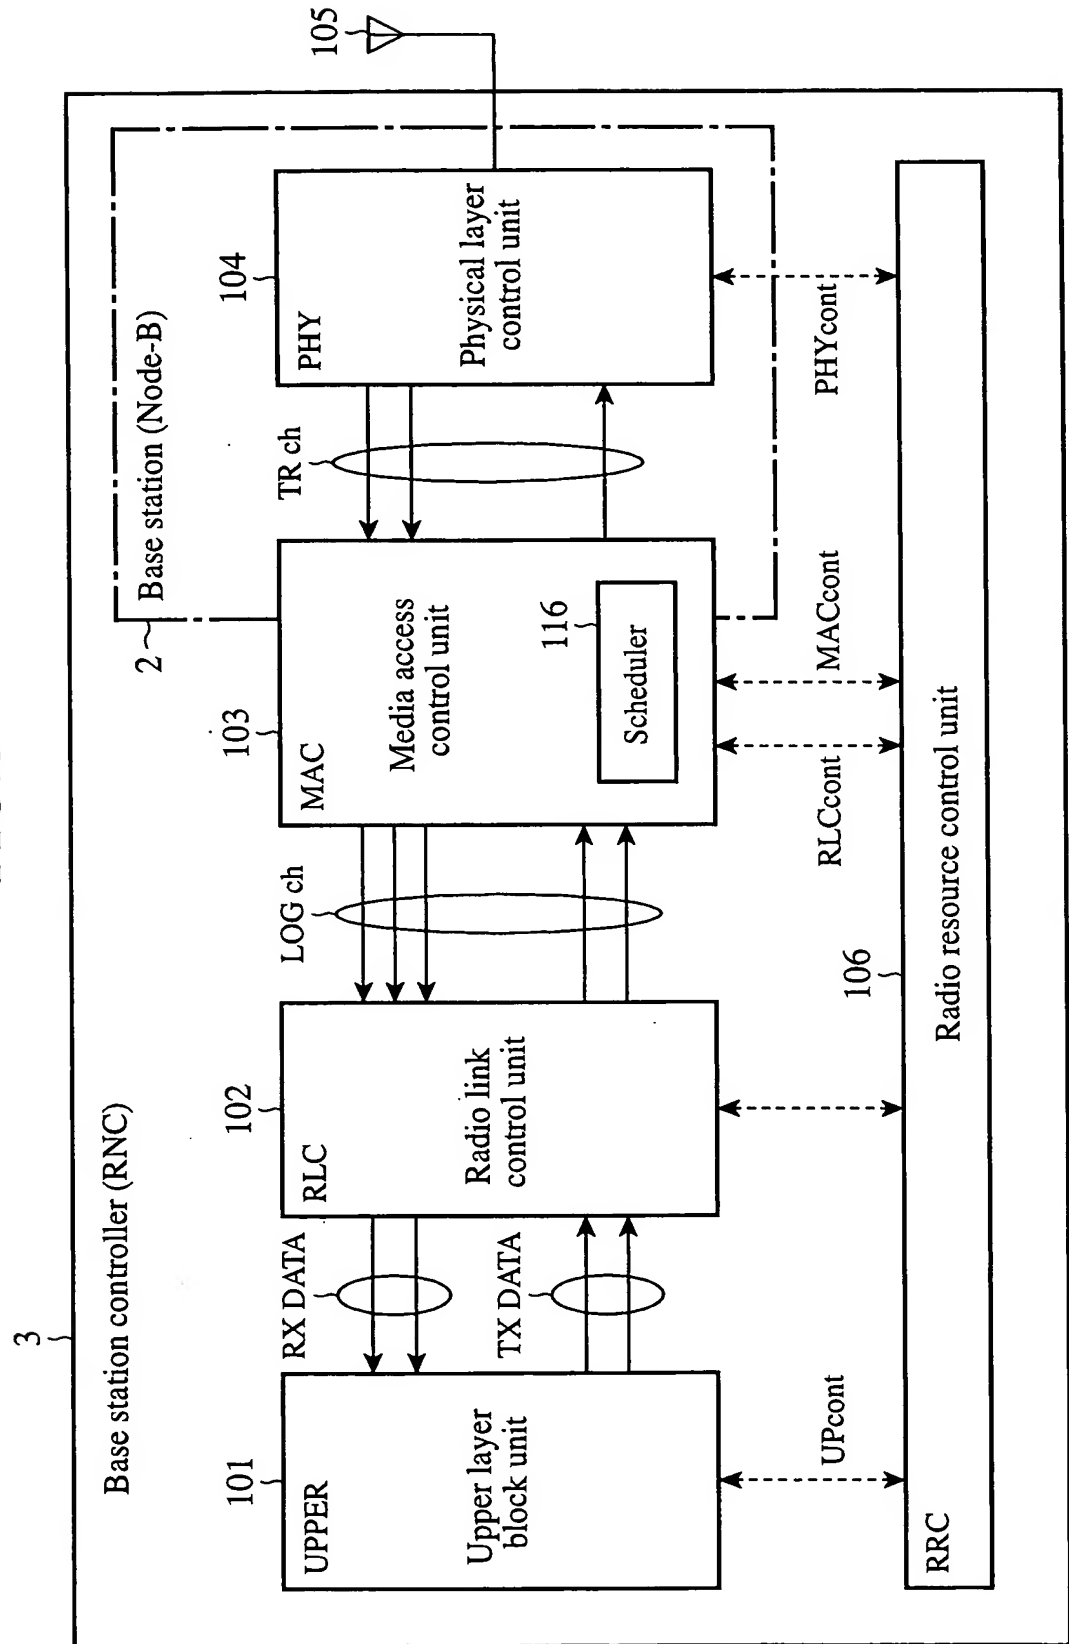 3
Base station controller (RNC)
2
Base station (Node-B)
105
101
UPPER
Upper layer
block unit
RX DATA
TX DATA
102
RLC
Radio link
control unit
LOG ch
103
MAC
Media access
control unit
116
Scheduler
TR ch
104
PHY
Physical layer
control unit
UPcont
RLCcont
MACcont
PHYcont
106
RRC
Radio resource control unit